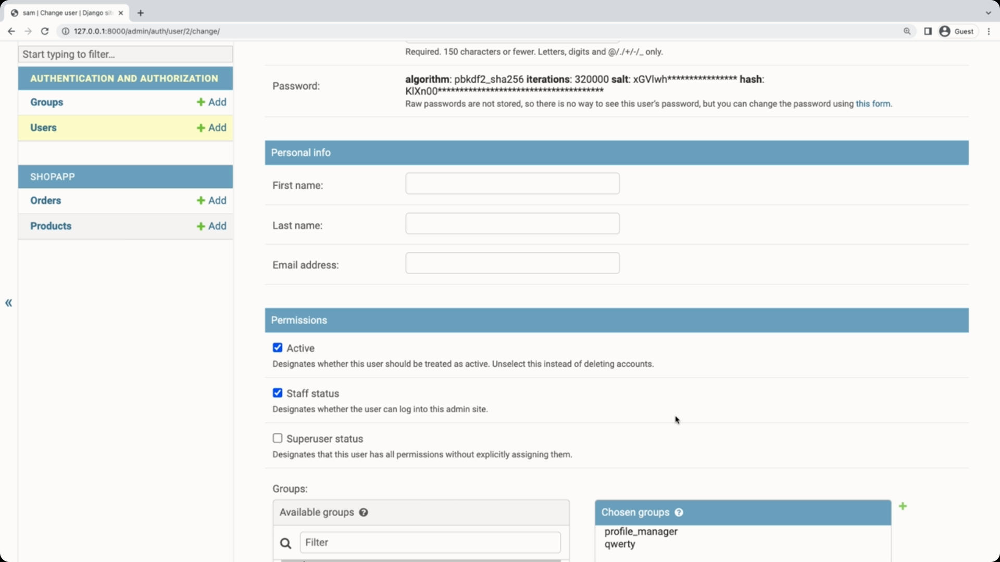 sam | Change user | Django sit
127.0.0.1:8000/admin/auth/user/2/change/
Guest
Start typing to filter...
AUTHENTICATION AND AUTHORIZATION
Groups
Add
Users
Add
SHOPAPP
Orders
Add
Products
Add
Required. 150 characters or fewer. Letters, digits and @/./+/-/_ only.
Password:
algorithm: pbkdf2_sha256 iterations: 320000 salt: xGVlwh**************** hash:
KlXn00**************************************
Raw passwords are not stored, so there is no way to see this user’s password, but you can change the password using this form.
Personal info
First name:
Last name:
Email address:
Permissions
Active
Designates whether this user should be treated as active. Unselect this instead of deleting accounts.
Staff status
Designates whether the user can log into this admin site.
Superuser status
Designates that this user has all permissions without explicitly assigning them.
Groups:
Available groups
Filter
Chosen groups
profile_manager
qwerty